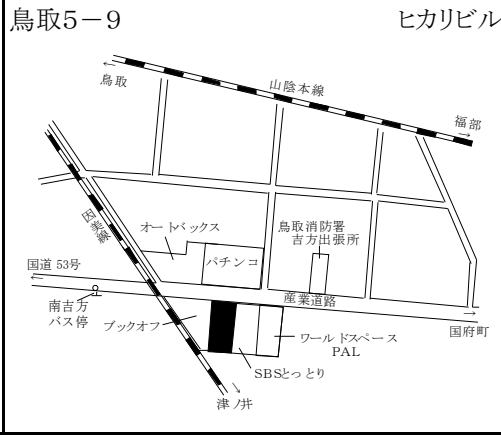 鳥取5-9
ヒカリビル
←
鳥取
山陰本線
福部
→
因美線
オートバックス
パチンコ
鳥取消防署
吉方出張所
国道 53号
←
南吉方
バス停
産業道路
→
国府町
ブックオフ
ワールドスペース
PAL
SBSとっとり
津ノ井